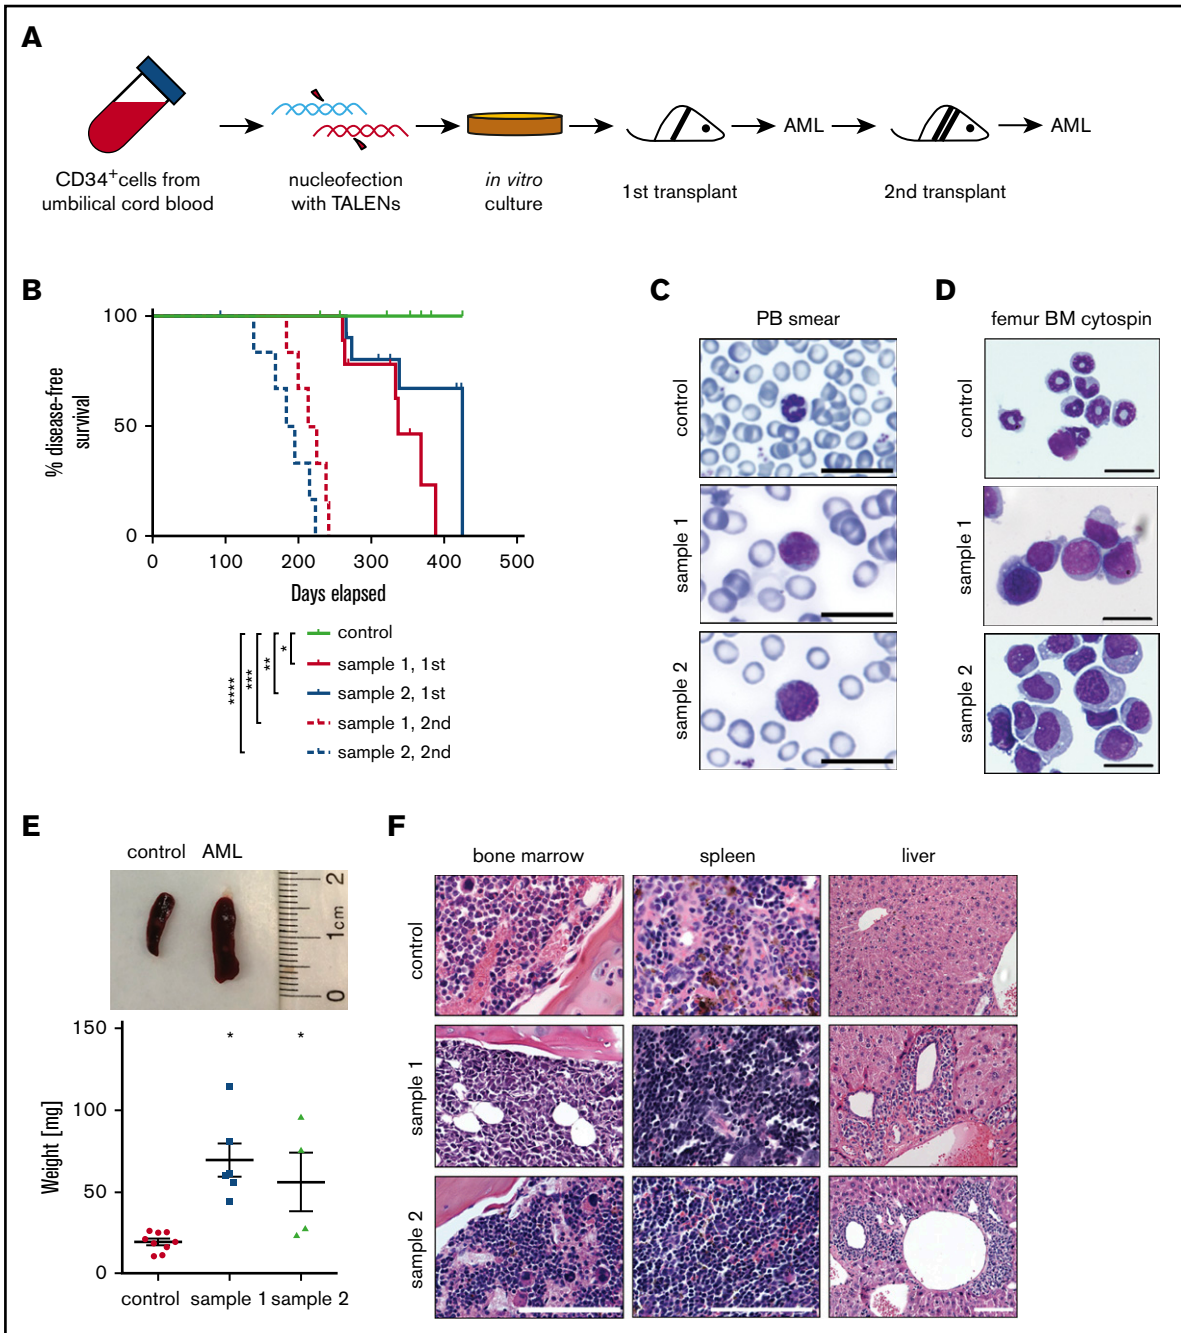 A
CD34+cells from
umbilical cord blood
nucleofection
with TALENs
in vitro
culture
1st transplant
AML
2nd transplant
AML
B
100
50
0
% disease-free
survival
0 100 200 300 400 500
Days elapsed
control
sample 1, 1st
sample 2, 1st
sample 1, 2nd
sample 2, 2nd
****
***
**
*
C
PB smear
control
sample 1
sample 2
D
femur BM cytospin
control
sample 1
sample 2
E
control AML
2
1cm
0
150
100
50
0
Weight [mg]
* *
control sample 1 sample 2
F
bone marrow spleen liver
control
sample 1
sample 2